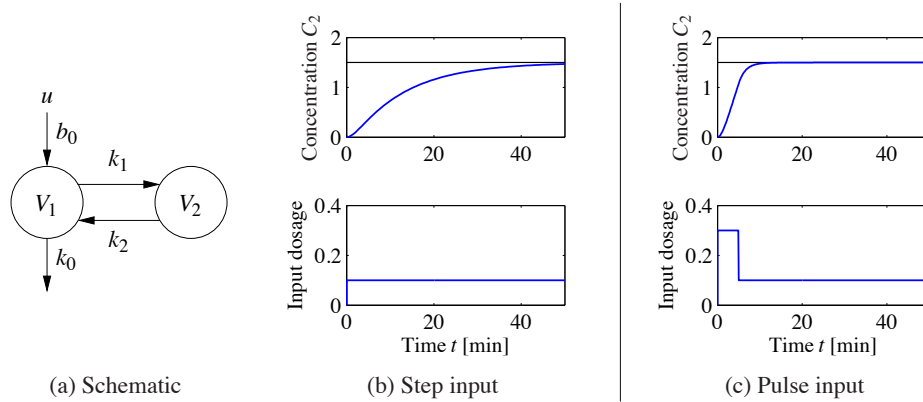 u
b0
k1
V1
V2
k2
k0
(a) Schematic
Concentration C2
2
1
0
0
20
40
Input dosage
0.4
0.2
0
0
20
40
Time t [min]
(b) Step input
Concentration C2
2
1
0
0
20
40
Input dosage
0.4
0.2
0
0
20
40
Time t [min]
(c) Pulse input